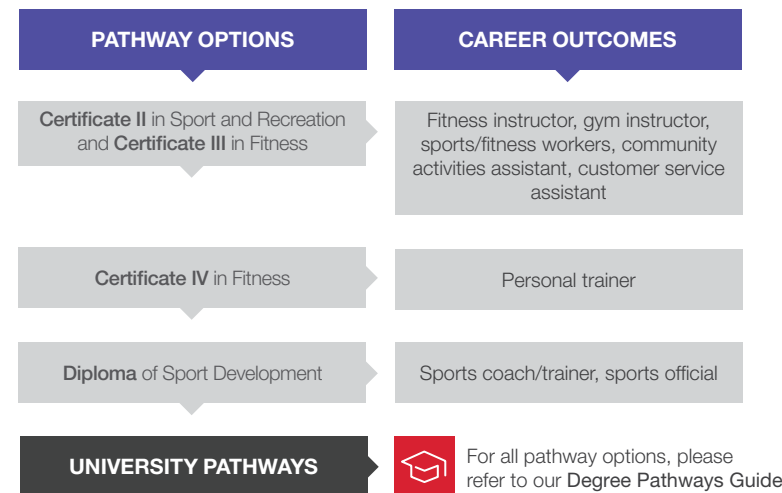 PATHWAY OPTIONS
CAREER OUTCOMES
Certificate II in Sport and Recreation
and Certificate III in Fitness
Fitness instructor, gym instructor,
sports/fitness workers, community
activities assistant, customer service
assistant
Certificate IV in Fitness
Personal trainer
Diploma of Sport Development
Sports coach/trainer, sports official
UNIVERSITY PATHWAYS
For all pathway options, please
refer to our Degree Pathways Guide